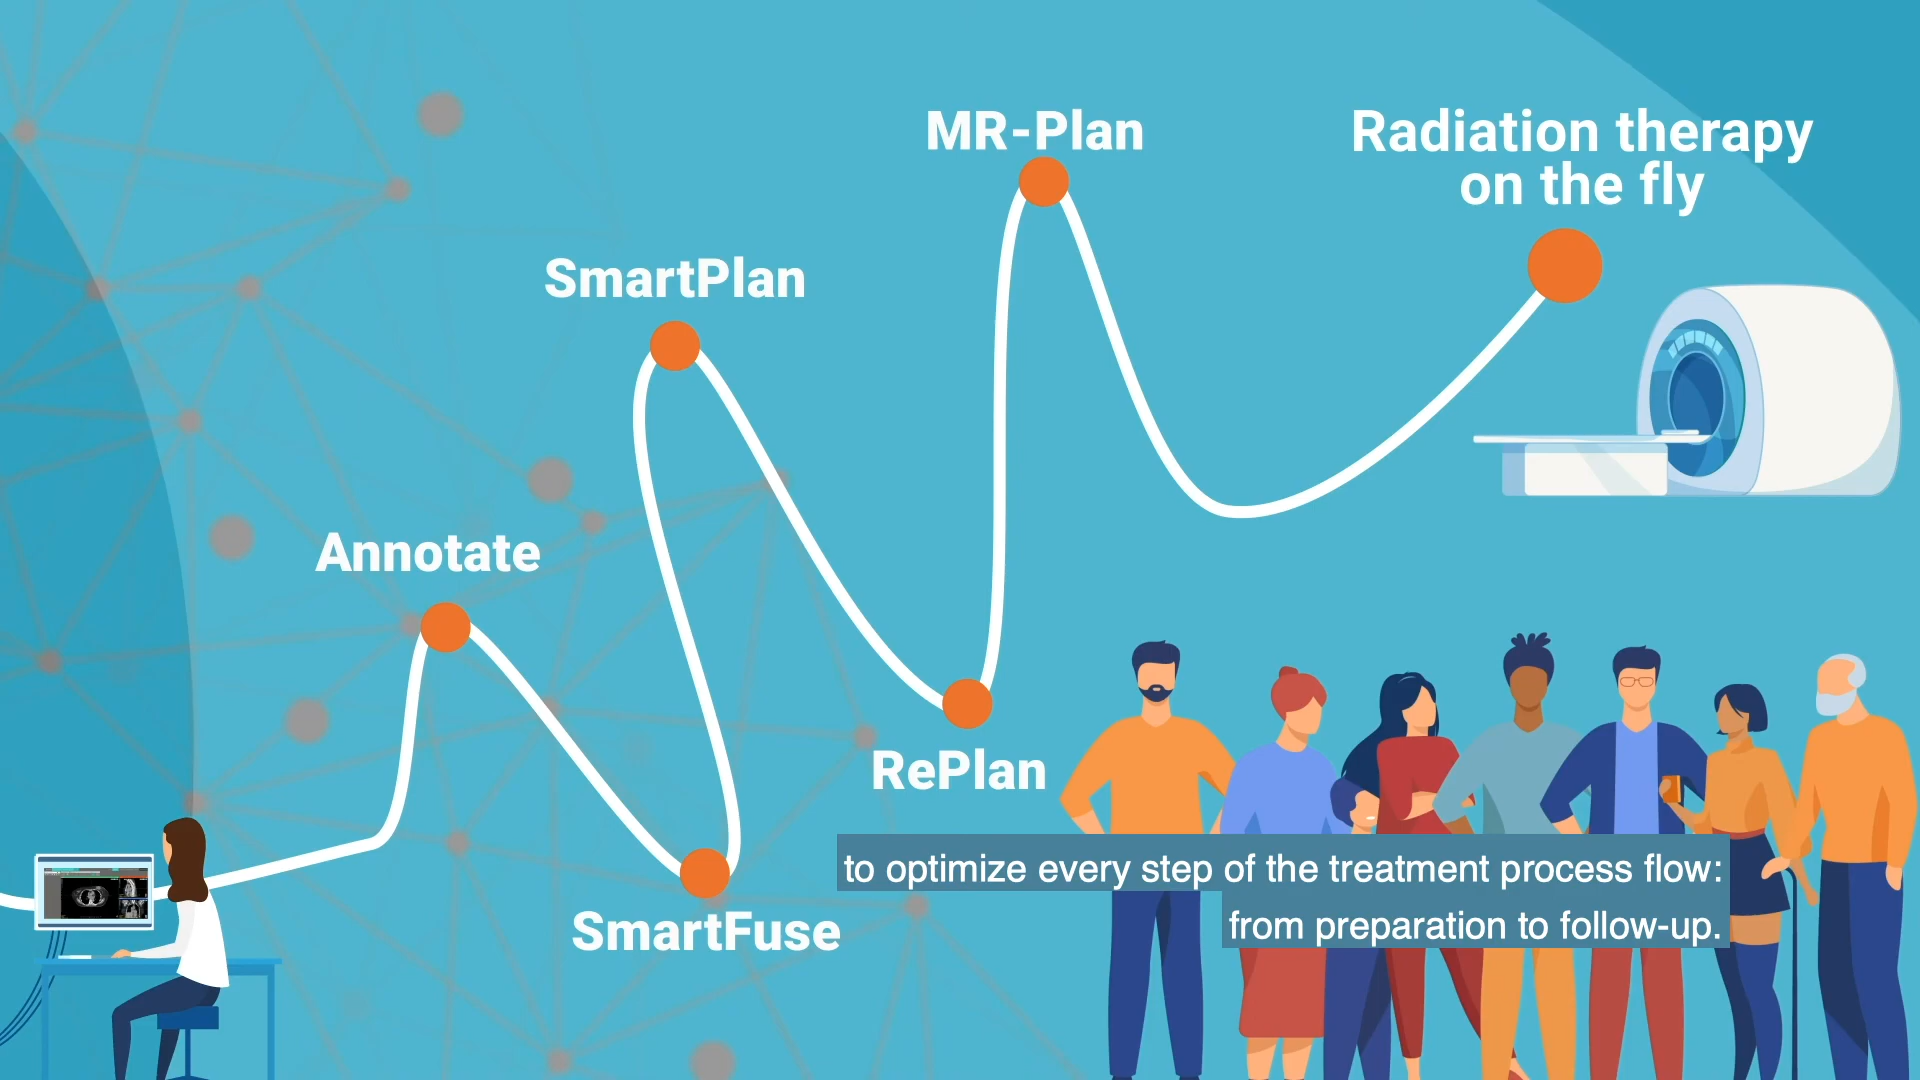 MR-Plan
Radiation therapy
on the fly
SmartPlan
Annotate
RePlan
SmartFuse
to optimize every step of the treatment process flow:
from preparation to follow-up.